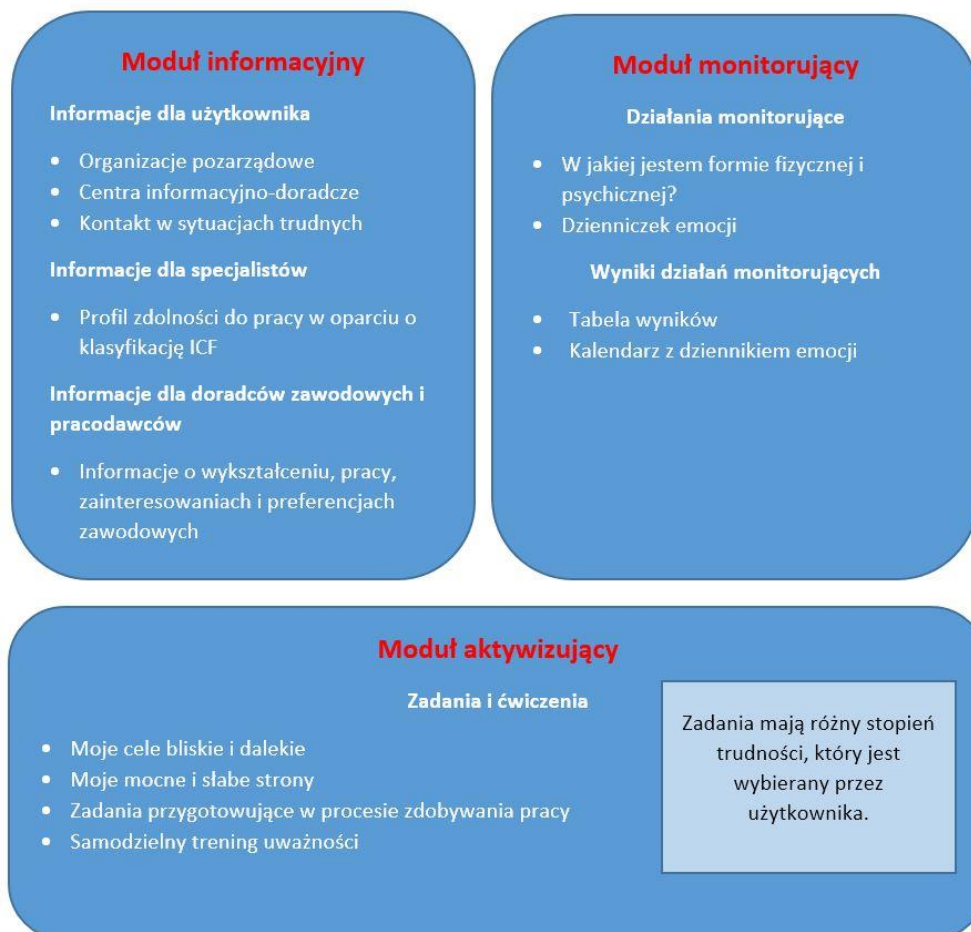 Moduł informacyjny
Informacje dla użytkownika
• Organizacje pozarządowe
• Centra informacyjno-doradcze
• Kontakt w sytuacjach trudnych
Informacje dla specjalistów
• Profil zdolności do pracy w oparciu o
klasyfikację ICF
Informacje dla doradców zawodowych i
pracodawców
• Informacje o wykształceniu, pracy,
zainteresowaniach i preferencjach
zawodowych
Moduł monitorujący
Działania monitorujące
• W jakiej jestem formie fizycznej i
psychicznej?
• Dzienniczek emocji
Wyniki działań monitorujących
• Tabela wyników
• Kalendarz z dziennikiem emocji
Moduł aktywizujący
Zadania i ćwiczenia
• Moje cele bliskie i dalekie
• Moje mocne i słabe strony
• Zadania przygotowujące w procesie zdobywania pracy
• Samodzielny trening uważności
Zadania mają różny stopień
trudności, który jest
wybierany przez
użytkownika.